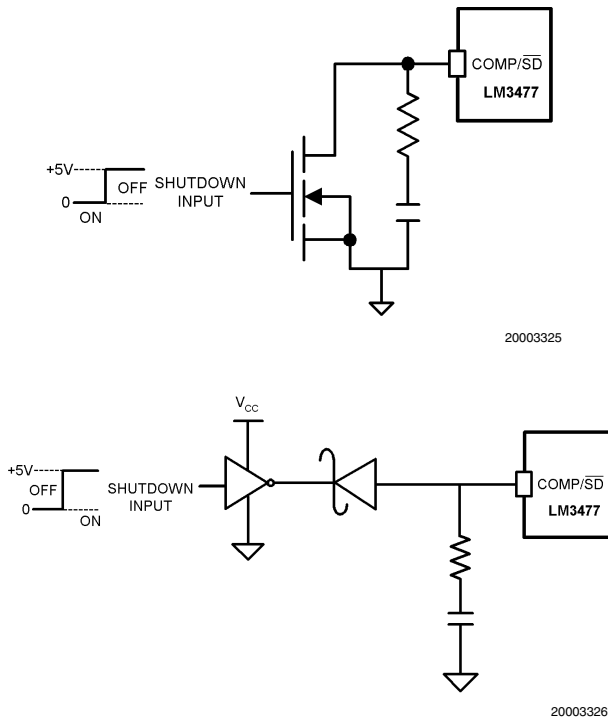 COMP/SD
LM3477
+5V
OFF
SHUTDOWN
INPUT
0
ON
20003325
VCC
+5V
OFF
SHUTDOWN
INPUT
0
ON
COMP/SD
LM3477
20003326